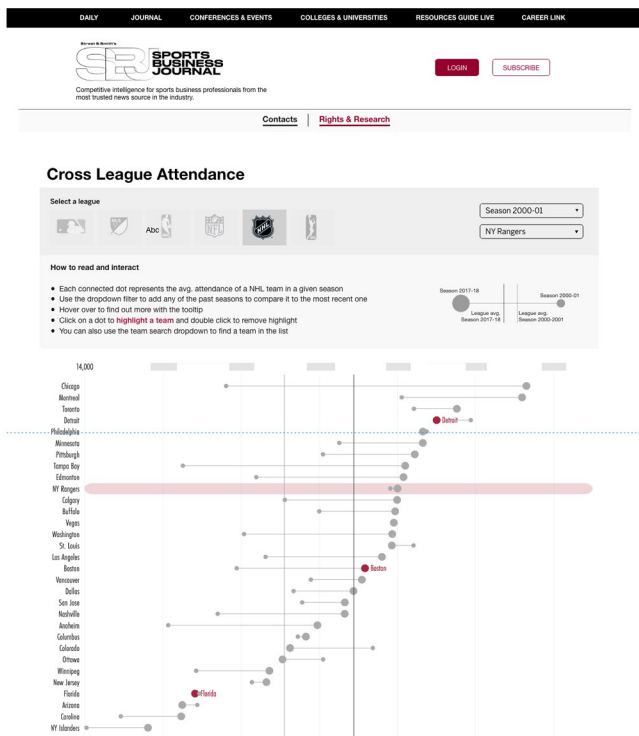 DAILY JOURNAL CONFERENCES & EVENTS COLLEGES & UNIVERSITIES RESOURCES GUIDE LIVE CAREER LINK
Street & Smith's
SBJ SPORTS
BUSINESS
JOURNAL
LOGIN SUBSCRIBE
Competitive intelligence for sports business professionals from the
most trusted news source in the industry.
Contacts Rights & Research
Cross League Attendance
Select a league
Abc NFL NHL
Season 2000-01
NY Rangers
How to read and interact
• Each connected dot represents the avg. attendance of a NHL team in a given season
• Use the dropdown filter to add any of the past seasons to compare it to the most recent one
• Hover over to find out more with the tooltip
• Click on a dot to highlight a team and double click to remove highlight
• You can also use the team search dropdown to find a team in the list
Season 2017-18
Season 2000-01
League avg.
Season 2017-18
League avg.
Season 2000-2001
14,000
Chicago
Montreal
Toronto
Detroit Detroit
Philadelphia
Minnesota
Pittsburgh
Tampa Bay
Edmonton
NY Rangers
Calgary
Buffalo
Vegas
Washington
St. Louis
Los Angeles
Boston Boston
Vancouver
Dallas
San Jose
Nashville
Anaheim
Columbus
Colorado
Ottawa
Winnipeg
New Jersey
Florida Florida
Arizona
Carolina
NY Islanders